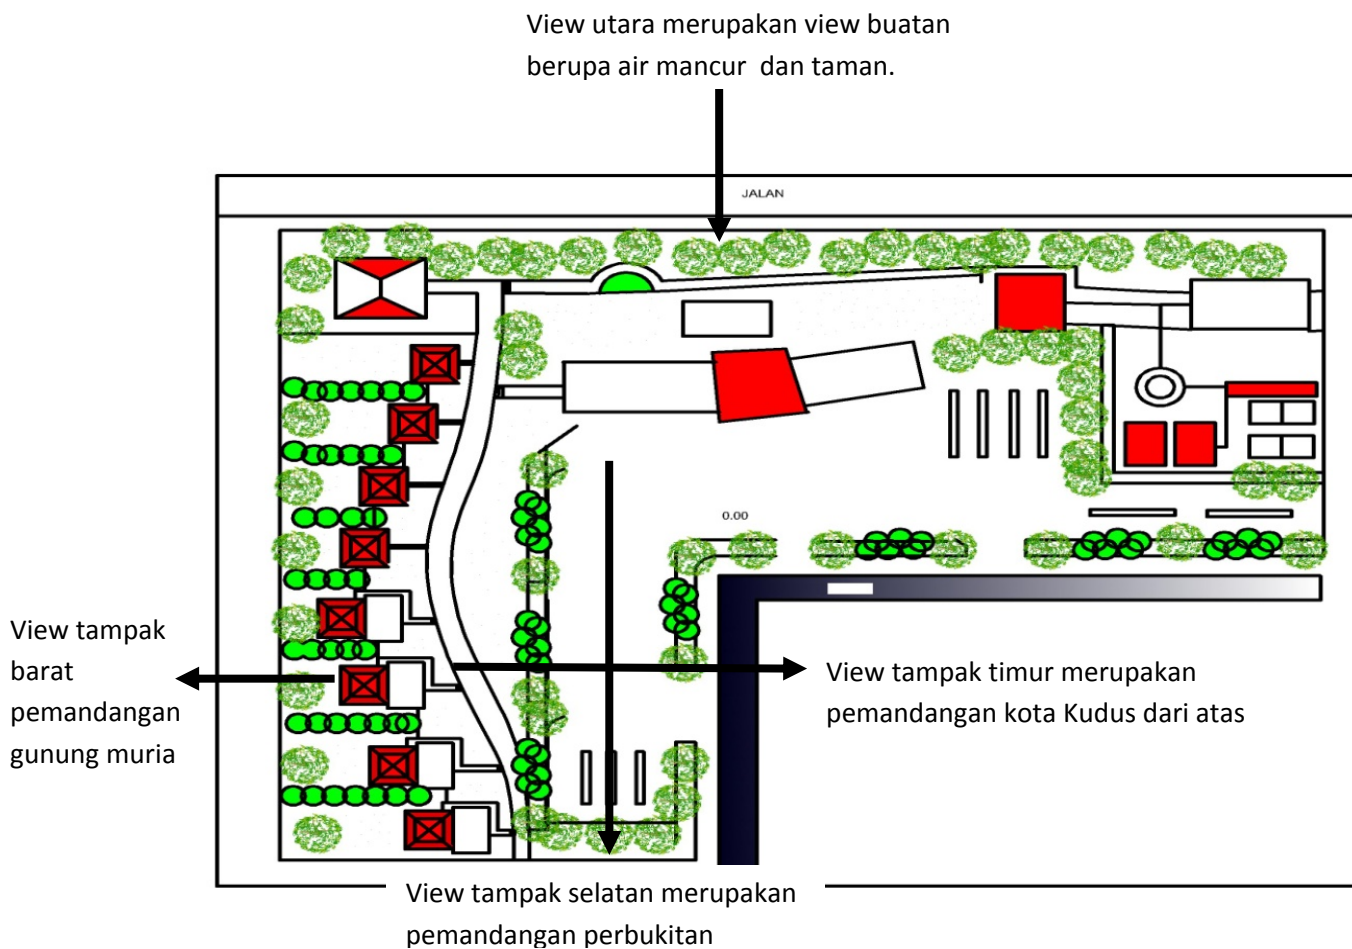 View utara merupakan view buatan
berupa air mancur dan taman.
JALAN
0.00
View tampak
barat
pemandangan
gunung muria
View tampak timur merupakan
pemandangan kota Kudus dari atas
View tampak selatan merupakan
pemandangan perbukitan